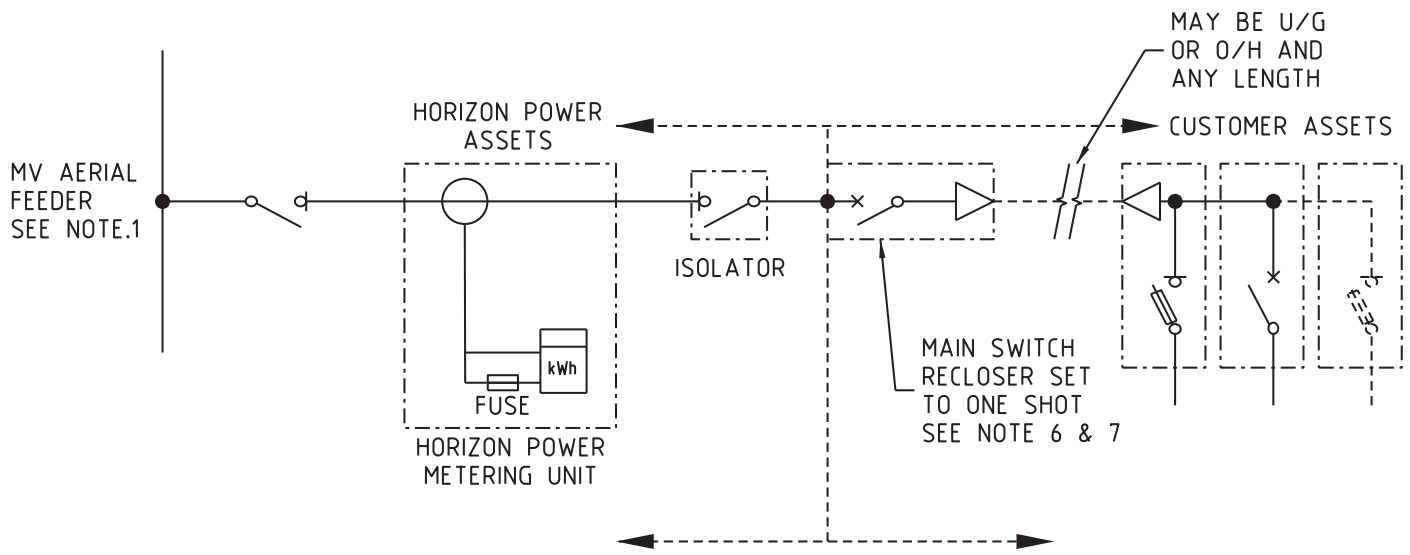 MAY BE U/G
OR O/H AND
ANY LENGTH
HORIZON POWER
ASSETS
CUSTOMER ASSETS
MV AERIAL
FEEDER
SEE NOTE.1
ISOLATOR
MAIN SWITCH
RECLOSER SET
TO ONE SHOT
SEE NOTE 6 & 7
kWh
FUSE
HORIZON POWER
METERING UNIT